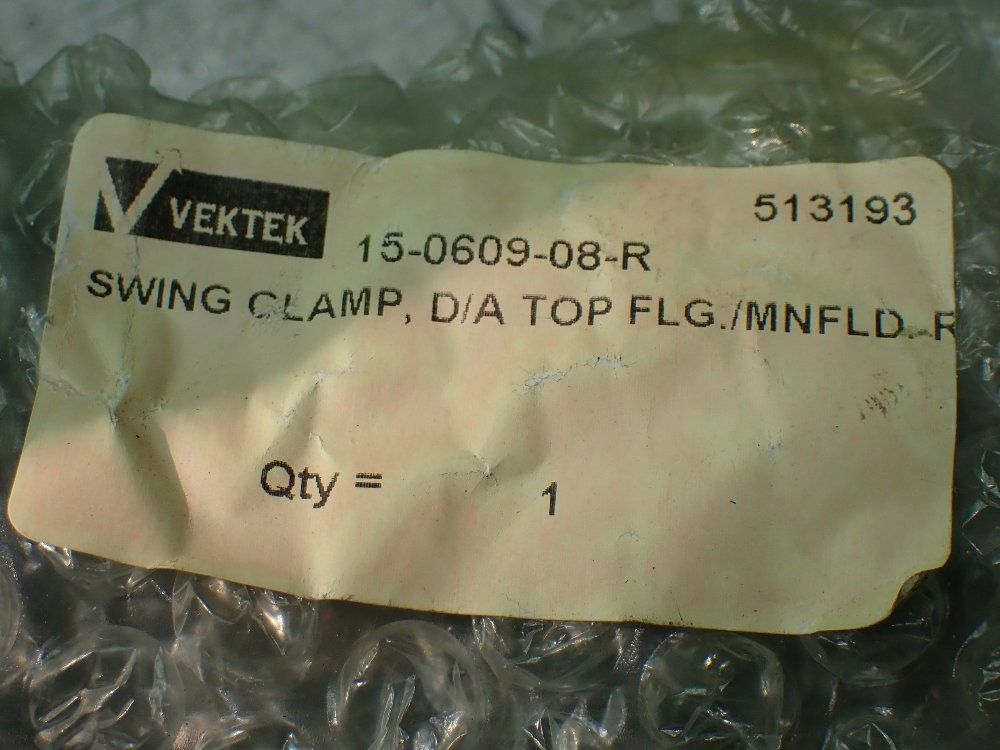 VEKTEK
513193
15-0609-08-R
SWING CLAMP, D/A TOP FLG./MNFLD. R
Qty = 1